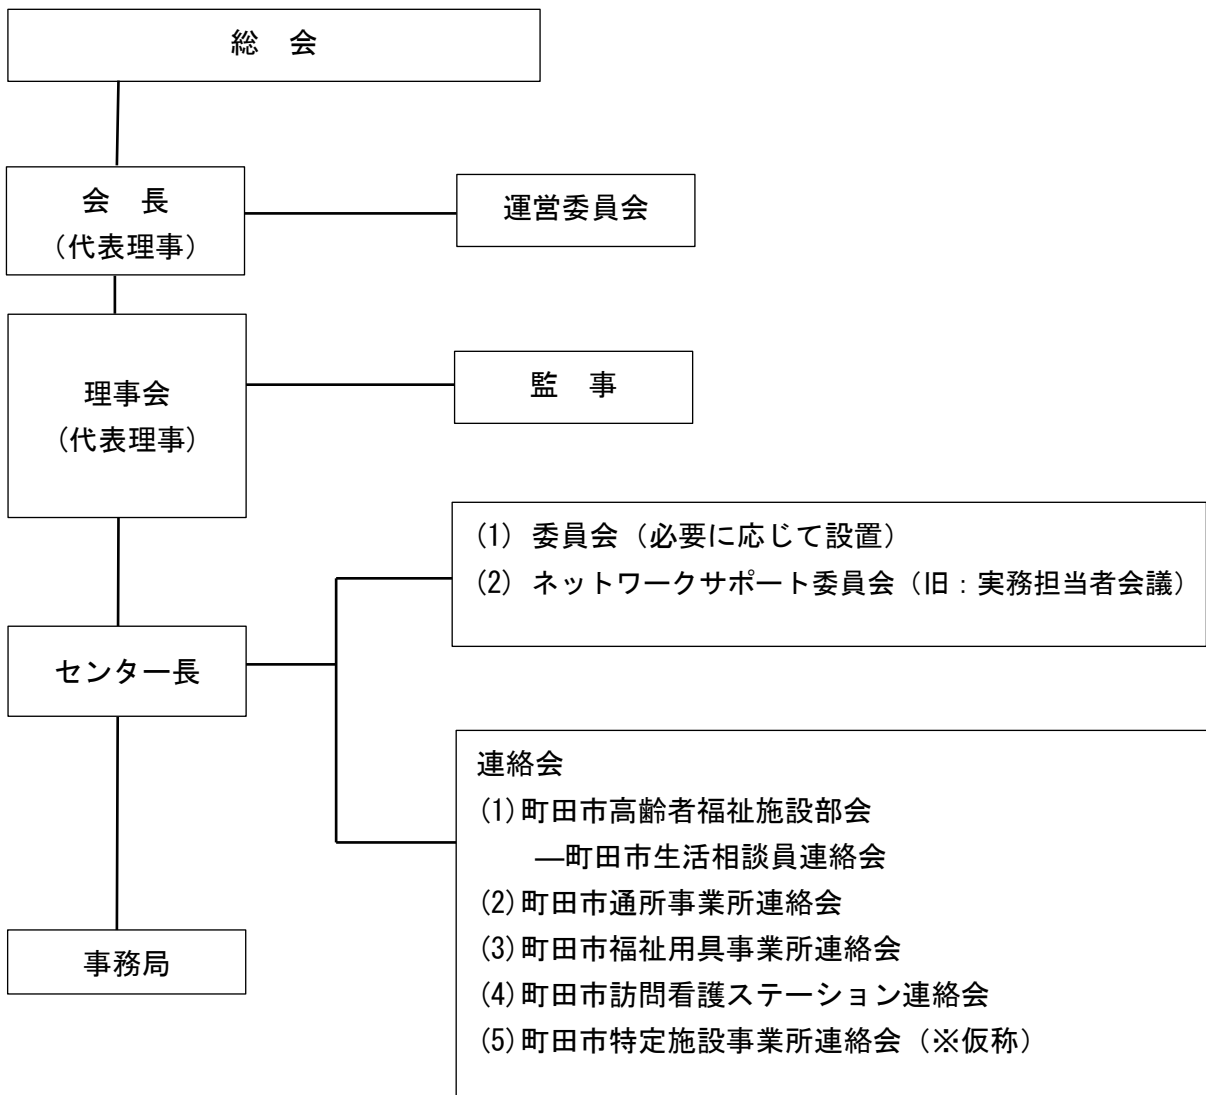 総　会
会　長
（代表理事）
運営委員会
理事会
（代表理事）
監　事
(1) 委員会（必要に応じて設置）
(2) ネットワークサポート委員会（旧：実務担当者会議）
センター長
連絡会
(1)町田市高齢者福祉施設部会
―町田市生活相談員連絡会
(2)町田市通所事業所連絡会
(3)町田市福祉用具事業所連絡会
(4)町田市訪問看護ステーション連絡会
(5)町田市特定施設事業所連絡会（※仮称）
事務局